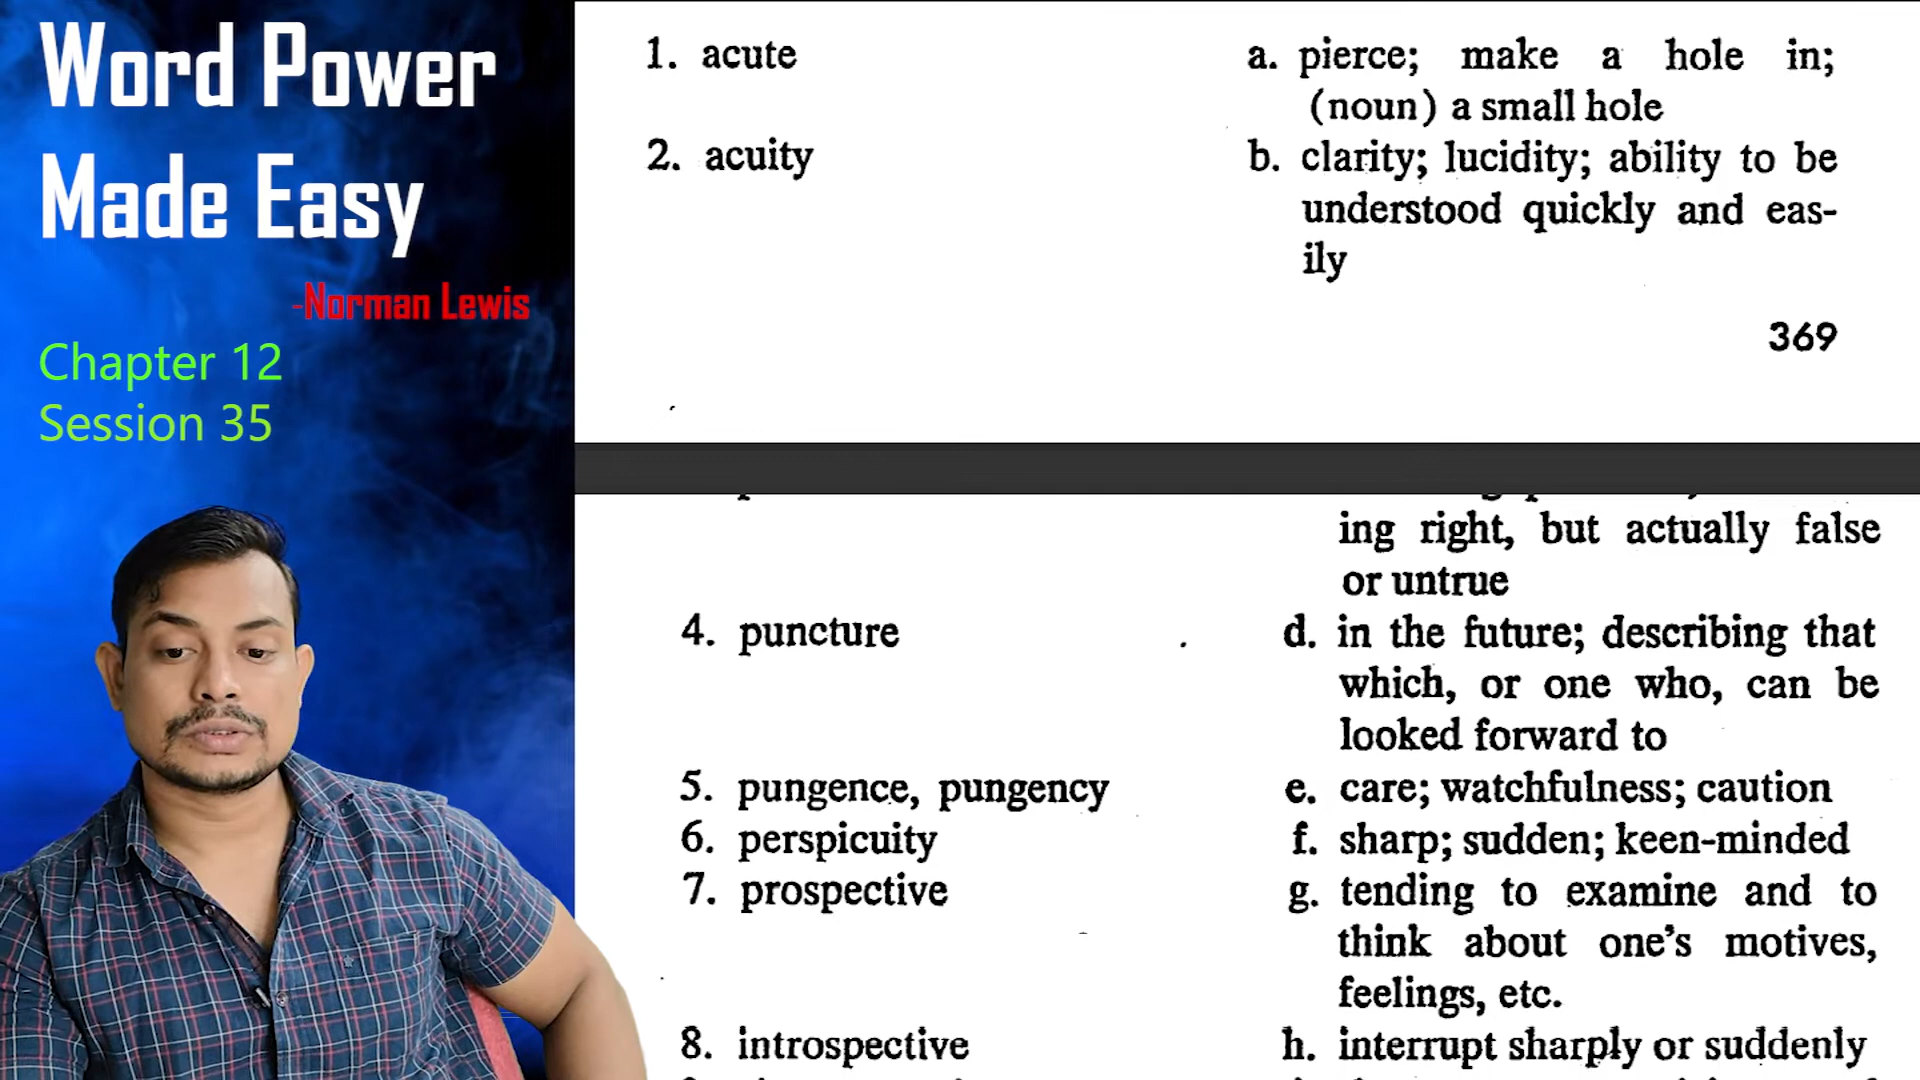 Word Power
Made Easy
-Norman Lewis
Chapter 12
Session 35
1. acute
a. pierce; make a hole in;
(noun) a small hole
2. acuity
b. clarity; lucidity; ability to be
understood quickly and eas-
ily
369
ing right, but actually false
or untrue
4. puncture
d. in the future; describing that
which, or one who, can be
looked forward to
5. pungence, pungency
e. care; watchfulness; caution
6. perspicuity
f. sharp; sudden; keen-minded
7. prospective
g. tending to examine and to
think about one's motives,
feelings, etc.
8. introspective
h. interrupt sharply or suddenly